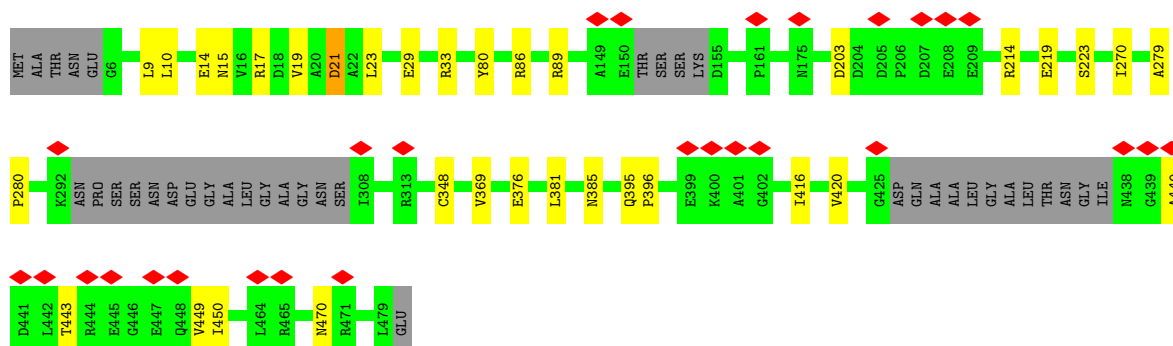 MET ALA THR ASN GLU G6 L9 L10 E14 N15 V16 R17 D18 V19 A20 D21 A22 L23 E29 R33 Y80 R86 R89 A149 E150 THR SER SER LYS D155 P161 N175 D203 D204 D205 P206 D207 E208 E209 R214 E219 S223 I270 A279
P280 K292 ASN PRO SER SER ASN ASP GLU GLY ALA LEU GLY ALA GLY ASN SER I308 R313 C348 V369 E376 L381 N385 Q395 P396 E399 K400 A401 G402 I416 V420 G425 ASP GLN ALA ALA LEU GLY ALA LEU THR ASN GLY ILE N438 G439 A440
D441 L442 T443 R444 E445 G446 E447 Q448 V449 I450 L464 R465 N470 R471 L479 GLU